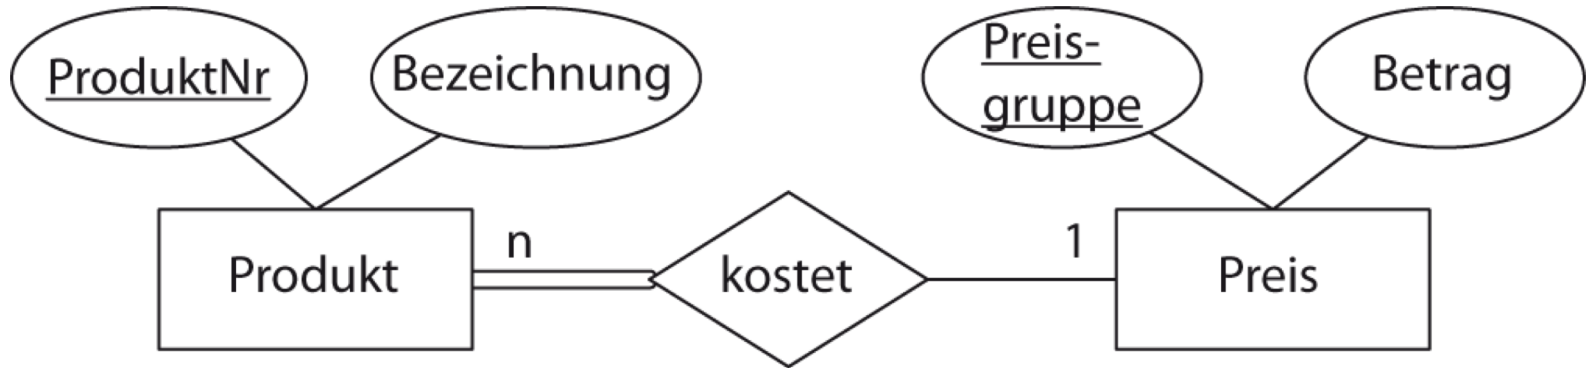 ProduktNr
Bezeichnung
Preis-
gruppe
Betrag
Produkt
n
kostet
1
Preis